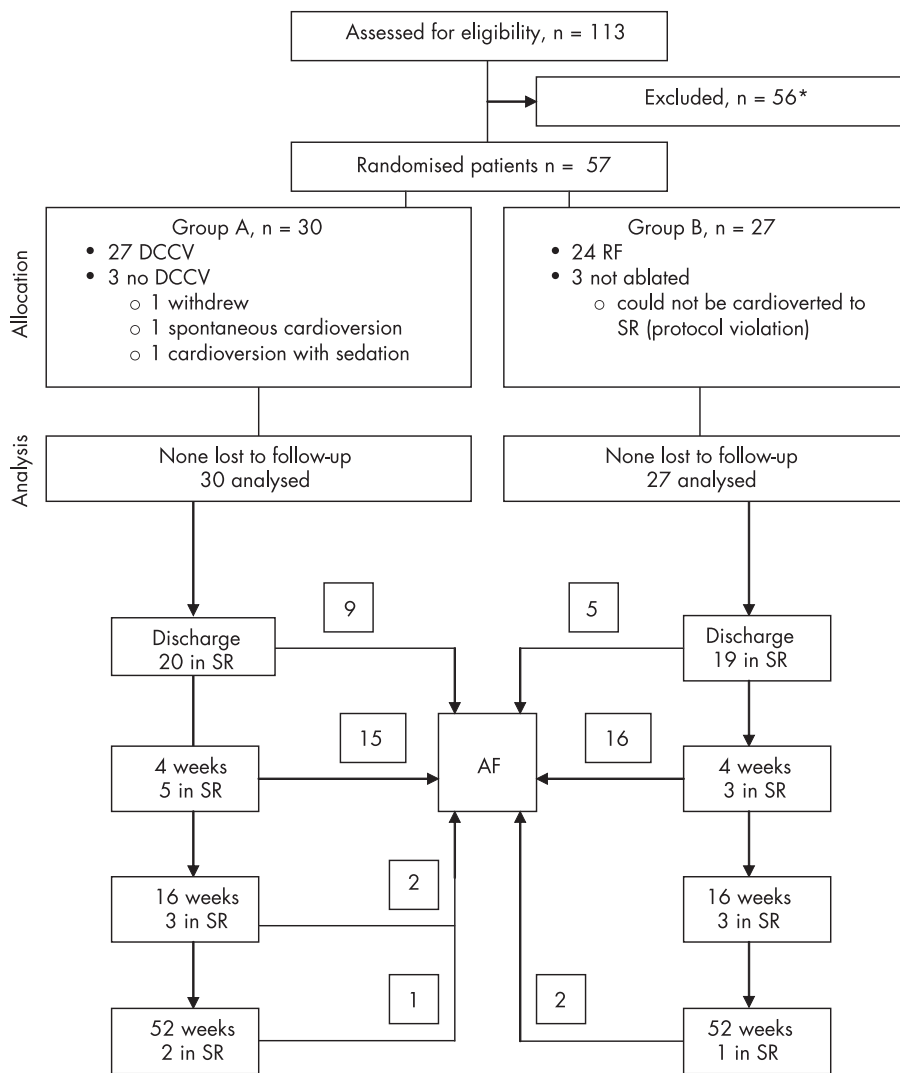 Assessed for eligibility, n = 113
Excluded, n = 56*
Randomised patients n = 57
Allocation
Group A, n = 30
• 27 DCCV
• 3 no DCCV
○ 1 withdrew
○ 1 spontaneous cardioversion
○ 1 cardioversion with sedation
Group B, n = 27
• 24 RF
• 3 not ablated
○ could not be cardioverted to
SR (protocol violation)
Analysis
None lost to follow-up
30 analysed
None lost to follow-up
27 analysed
9
5
Discharge
20 in SR
Discharge
19 in SR
15
16
AF
4 weeks
5 in SR
4 weeks
3 in SR
2
16 weeks
3 in SR
16 weeks
3 in SR
1
2
52 weeks
2 in SR
52 weeks
1 in SR